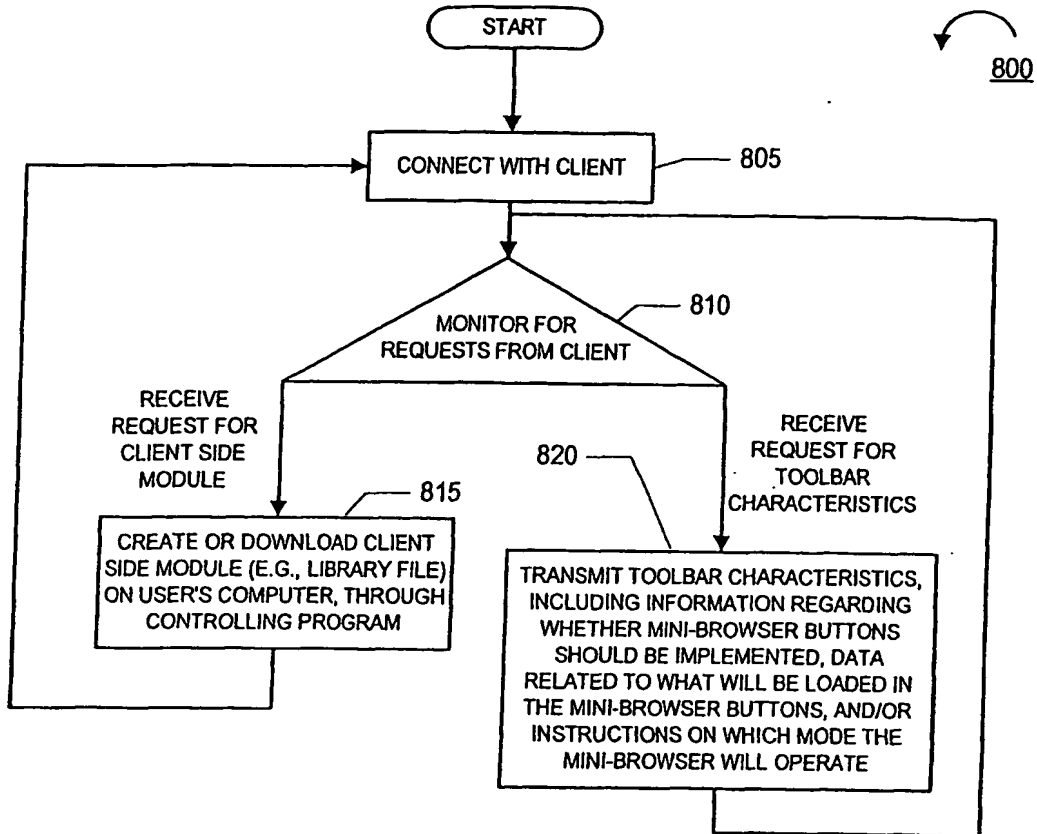 START
800
CONNECT WITH CLIENT
805
810
MONITOR FOR
REQUESTS FROM CLIENT
RECEIVE
REQUEST FOR
CLIENT SIDE
MODULE
RECEIVE
REQUEST FOR
TOOLBAR
CHARACTERISTICS
815
820
CREATE OR DOWNLOAD CLIENT
SIDE MODULE (E.G., LIBRARY FILE)
ON USER'S COMPUTER, THROUGH
CONTROLLING PROGRAM
TRANSMIT TOOLBAR CHARACTERISTICS,
INCLUDING INFORMATION REGARDING
WHETHER MINI-BROWSER BUTTONS
SHOULD BE IMPLEMENTED, DATA
RELATED TO WHAT WILL BE LOADED IN
THE MINI-BROWSER BUTTONS, AND/OR
INSTRUCTIONS ON WHICH MODE THE
MINI-BROWSER WILL OPERATE